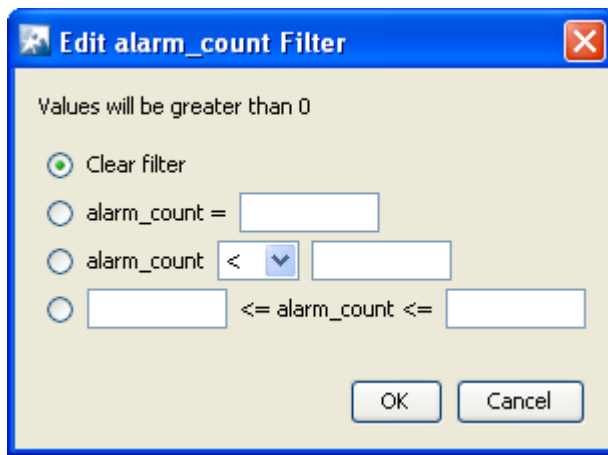 Edit alarm_count Filter
Values will be greater than 0
Clear filter
alarm_count =
alarm_count <
<= alarm_count <=
OK Cancel